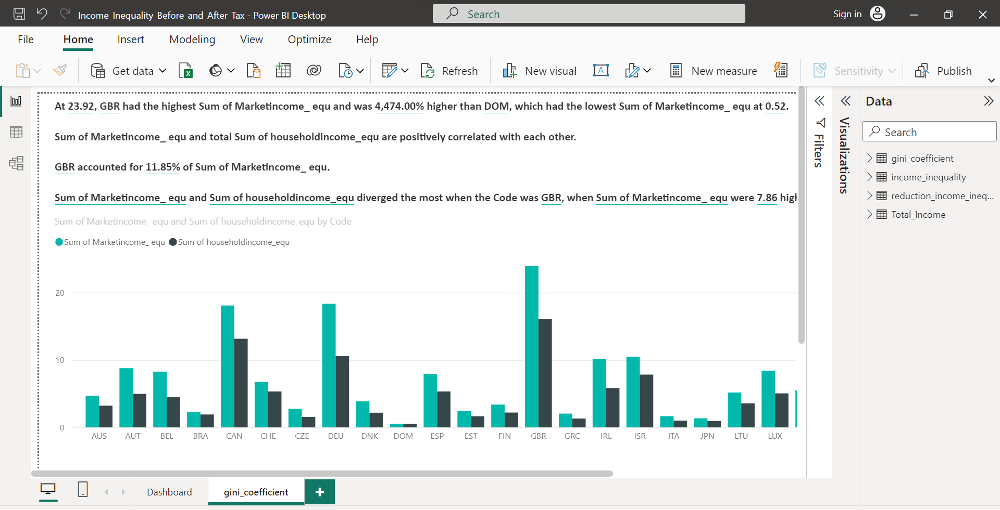 Income_Inequality_Before_and_After_Tax - Power BI Desktop
Search
Sign in
File Home Insert Modeling View Optimize Help
Get data
Refresh
New visual
A
New measure
Sensitivity
Publish
At 23.92, GBR had the highest Sum of Marketincome_ equ and was 4,474.00% higher than DOM, which had the lowest Sum of Marketincome_ equ at 0.52.
Sum of Marketincome_ equ and total Sum of householdincome_equ are positively correlated with each other.
GBR accounted for 11.85% of Sum of Marketincome_ equ.
Sum of Marketincome_ equ and Sum of householdincome_equ diverged the most when the Code was GBR, when Sum of Marketincome_ equ were 7.86 high
Sum of Marketincome_ equ and Sum of householdincome_equ by Code
Sum of Marketincome_ equ Sum of householdincome_equ
20
10
0
AUS AUT BEL BRA CAN CHE CZE DEU DNK DOM ESP EST FIN GBR GRC IRL ISR ITA JPN LTU LUX
Filters
Visualizations
Data
Search
gini_coefficient
income_inequality
reduction_income_ineq...
Total_Income
Dashboard
gini_coefficient